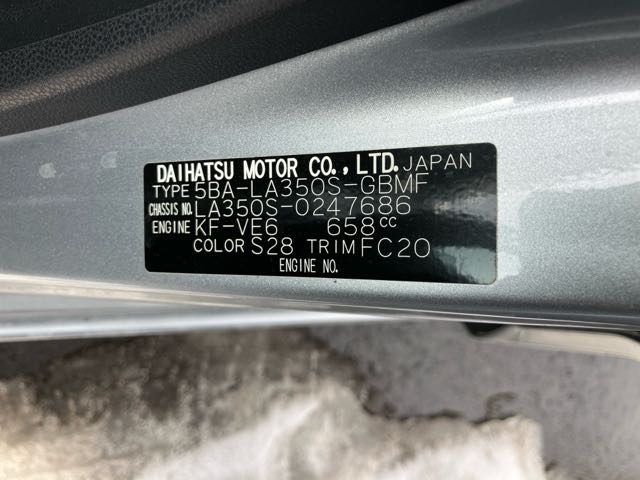 DAIHATSU MOTOR CO.,LTD.JAPAN
TYPE 5BA-LA350S-GBMF
CHASSIS NO. LA350S-0247686
ENGINE KF-VE6 658cc
COLOR S28 TRIM FC20
ENGINE NO.